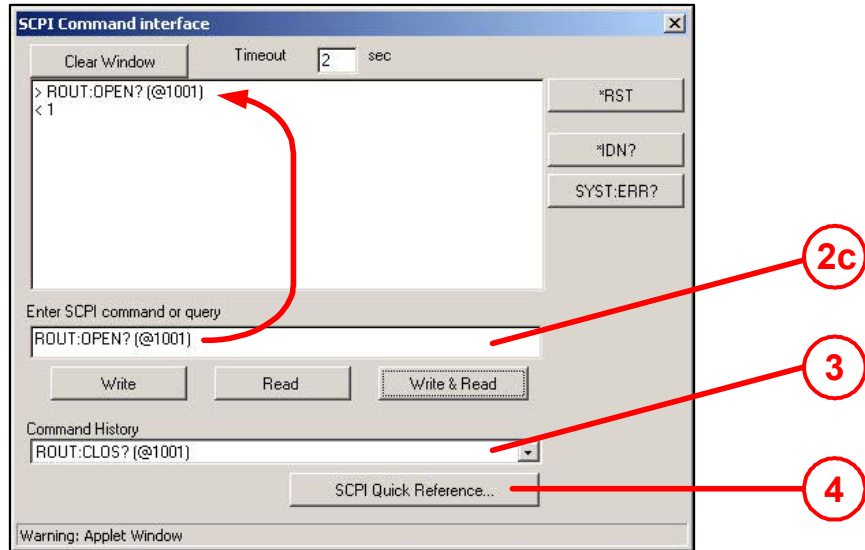 SCPI Command interface
Clear Window
Timeout 2 sec
> ROUT:OPEN? (@1001)
< 1
*RST
*IDN?
SYST:ERR?
2c
Enter SCPI command or query
ROUT:OPEN? (@1001)
Write
Read
Write & Read
3
Command History
ROUT:CLOS? (@1001)
SCPI Quick Reference...
4
Warning: Applet Window